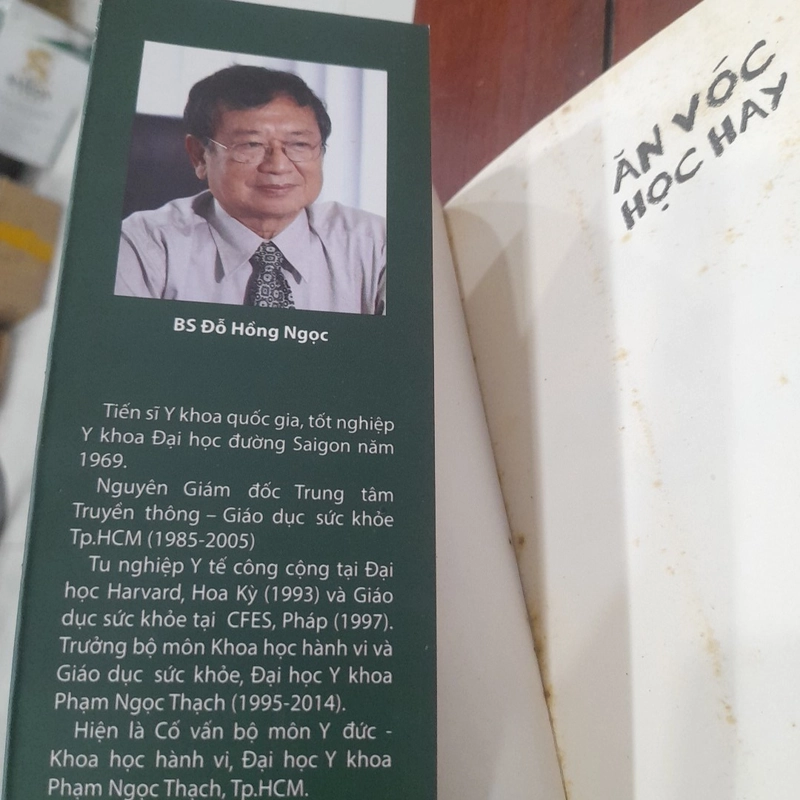 BS Đỗ Hồng Ngọc
Tiến sĩ Y khoa quốc gia, tốt nghiệp
Y khoa Đại học đường Saigon năm
1969.
Nguyên Giám đốc Trung tâm
Truyền thông – Giáo dục sức khỏe
Tp.HCM (1985-2005)
Tu nghiệp Y tế công cộng tại Đại
học Harvard, Hoa Kỳ (1993) và Giáo
dục sức khỏe tại CFES, Pháp (1997).
Trưởng bộ môn Khoa học hành vi và
Giáo dục sức khỏe, Đại học Y khoa
Phạm Ngọc Thạch (1995-2014).
Hiện là Cố vấn bộ môn Y đức -
Khoa học hành vi, Đại học Y khoa
Phạm Ngọc Thạch, Tp.HCM.
ĂN VÓC
HỌC HAY